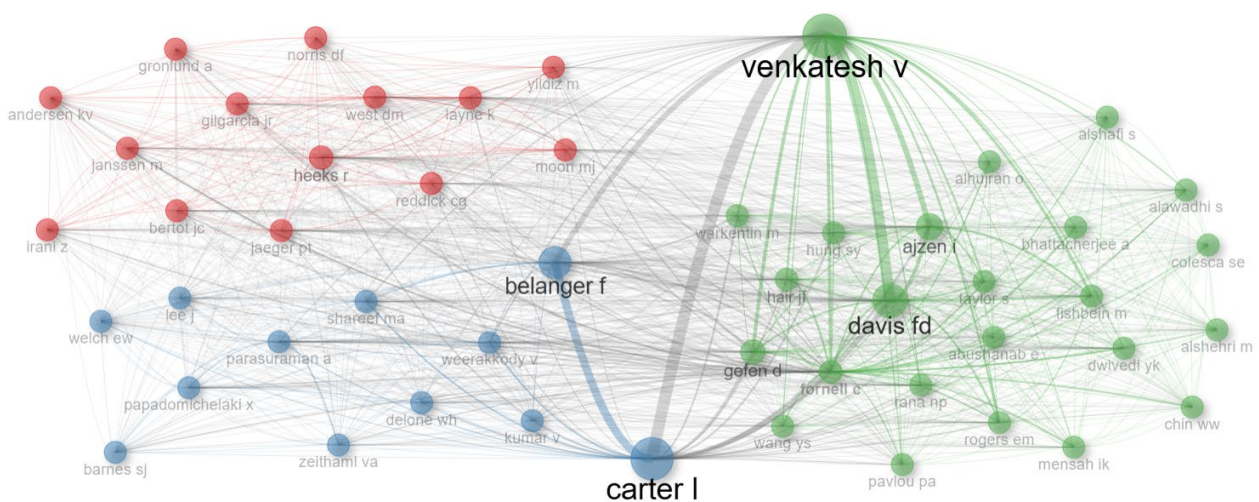 venkatesh v
norris df
gronlund a
yildiz m
andersen kv
gilgarcia jr
west dm
layne k
alshafi s
janssen m
heeks r
moon mj
alhujran o
reddick cg
alawadhi s
bertot jc
irani z
jaeger pt
warkentin m
hung sy
ajzen i
bhattacherjee a
colesca se
belanger f
hair jf
taylor s
fishbein m
lee j
shareef ma
davis fd
welch ew
parasuraman a
weerakkody v
gefen d
abushanab e
dwivedi yk
alshehri m
fornell c
rana np
papadomichelaki x
delone wh
kumar v
wang ys
rogers em
chin ww
barnes sj
zeithaml va
carter l
pavlou pa
mensah ik